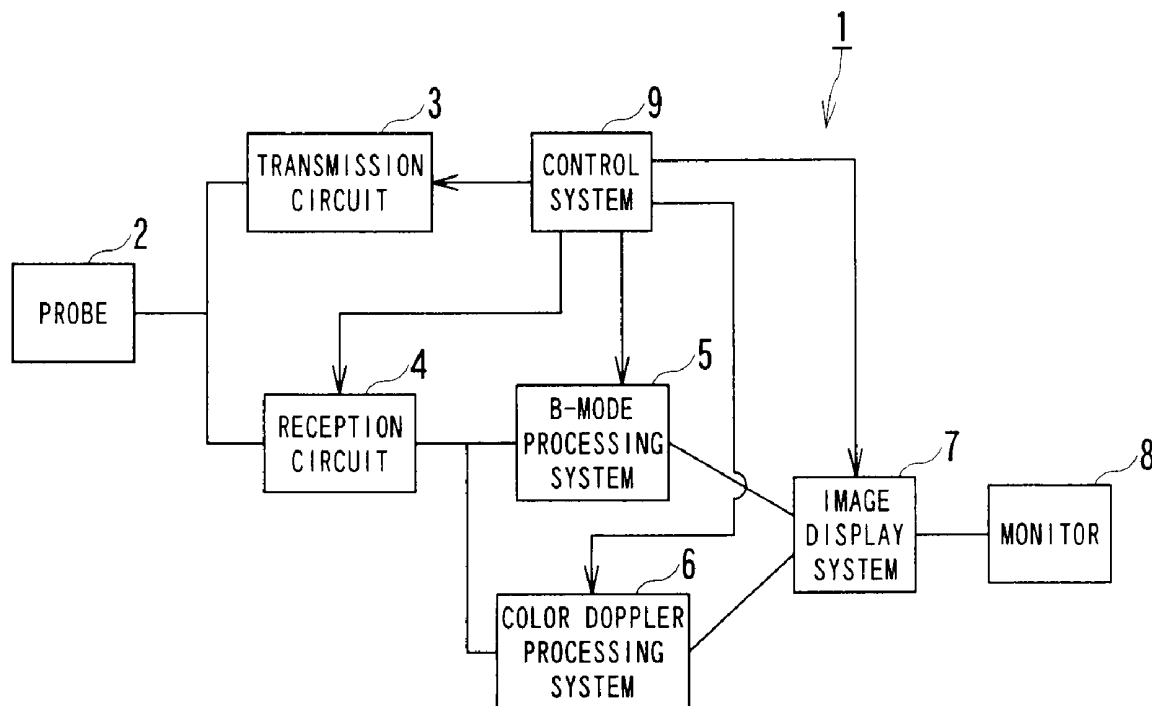 1
3
9
TRANSMISSION
CIRCUIT
CONTROL
SYSTEM
2
PROBE
4
RECEPTION
CIRCUIT
5
B-MODE
PROCESSING
SYSTEM
7
IMAGE
DISPLAY
SYSTEM
8
MONITOR
6
COLOR DOPPLER
PROCESSING
SYSTEM